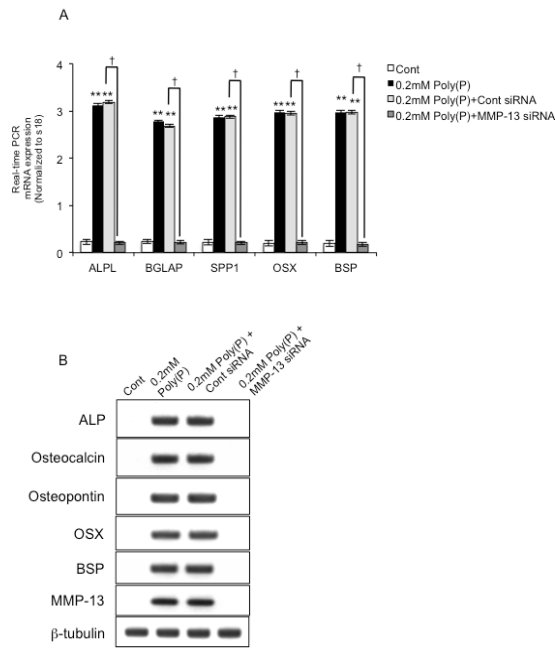 A
Real-time PCR
mRNA expression
(Normalized to s18)
4
3
2
1
0
** ** †
** ** †
** ** †
** ** †
** ** †
ALPL BGLAP SPP1 OSX BSP
Cont
0.2mM Poly(P)
0.2mM Poly(P)+Cont siRNA
0.2mM Poly(P)+MMP-13 siRNA
B
Cont
0.2mM
Poly(P)
0.2mM Poly(P) +
Cont siRNA
0.2mM Poly(P) +
MMP-13 siRNA
ALP
Osteocalcin
Osteopontin
OSX
BSP
MMP-13
β-tubulin